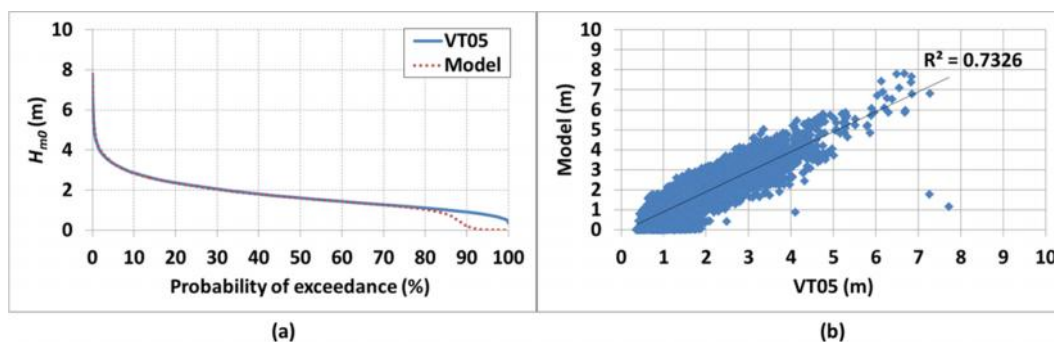 10
8
6
4
2
0
H_{m0} (m)
VT05
Model
0 10 20 30 40 50 60 70 80 90 100
Probability of exceedance (%)
(a)
10
9
8
7
6
5
4
3
2
1
0
Model (m)
R² = 0.7326
0 1 2 3 4 5 6 7 8 9 10
VT05 (m)
(b)